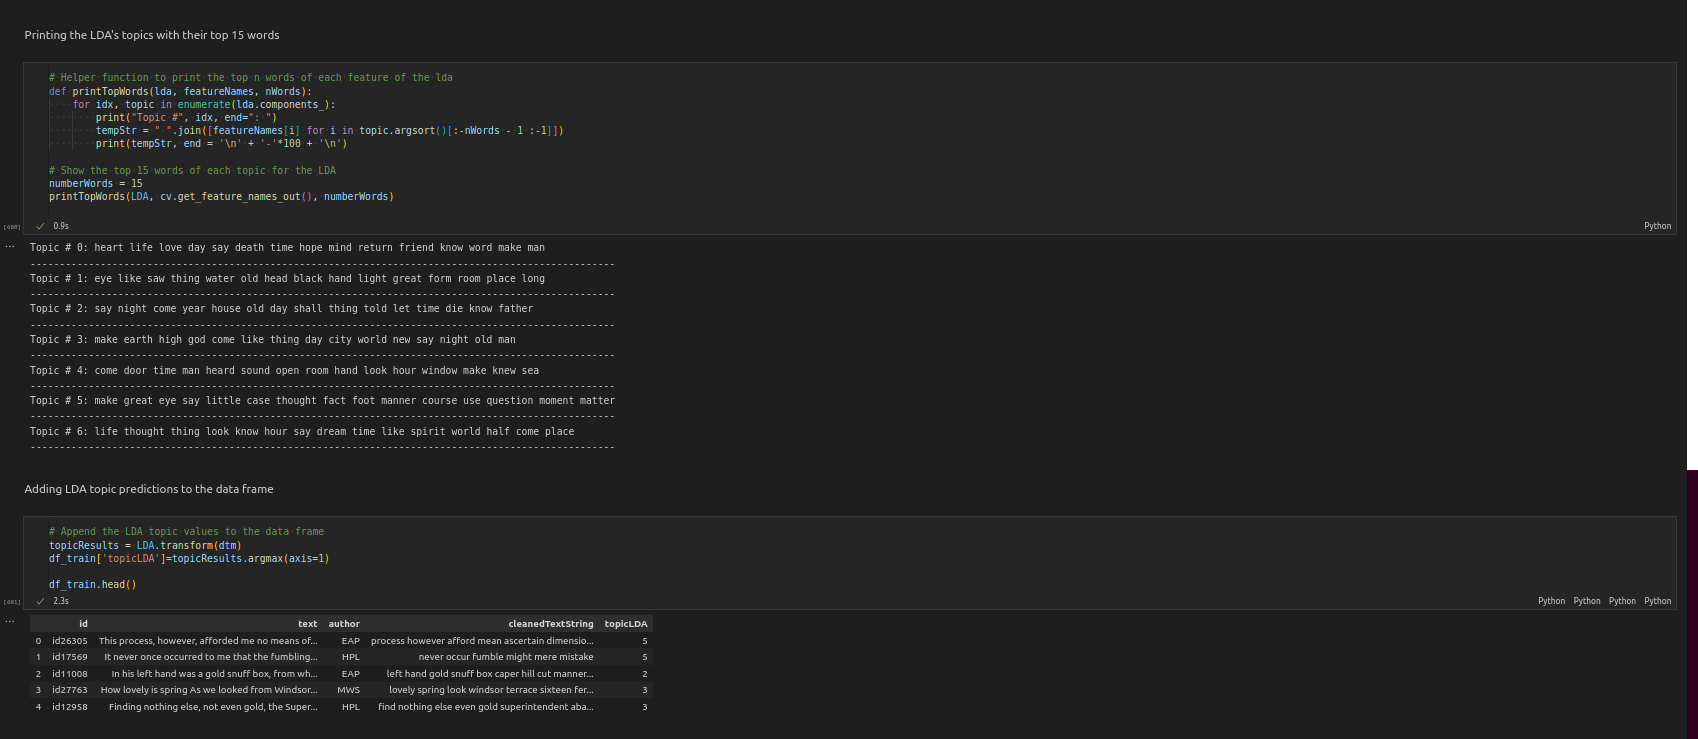 Printing the LDA's topics with their top 15 words
# Helper function to print the top n words of each feature of the lda
def printTopWords(lda, featureNames, nWords):
    for idx, topic in enumerate(lda.components_):
        print("Topic #", idx, end=": ")
        tempStr = " ".join([featureNames[i] for i in topic.argsort()[:-nWords - 1 :-1]])
        print(tempStr, end = '\n' + '-'*100 + '\n')
# Show the top 15 words of each topic for the LDA
numberWords = 15
printTopWords(LDA, cv.get_feature_names_out(), numberWords)
[680] ✓ 0.9s Python
... Topic # 0: heart life love day say death time hope mind return friend know word make man
----------------------------------------------------------------------------------------------------
Topic # 1: eye like saw thing water old head black hand light great form room place long
----------------------------------------------------------------------------------------------------
Topic # 2: say night come year house old day shall thing told let time die know father
----------------------------------------------------------------------------------------------------
Topic # 3: make earth high god come like thing day city world new say night old man
----------------------------------------------------------------------------------------------------
Topic # 4: come door time man heard sound open room hand look hour window make knew sea
----------------------------------------------------------------------------------------------------
Topic # 5: make great eye say little case thought fact foot manner course use question moment matter
----------------------------------------------------------------------------------------------------
Topic # 6: life thought thing look know hour say dream time like spirit world half come place
----------------------------------------------------------------------------------------------------
Adding LDA topic predictions to the data frame
# Append the LDA topic values to the data frame
topicResults = LDA.transform(dtm)
df_train['topicLDA']=topicResults.argmax(axis=1)
df_train.head()
[681] ✓ 2.3s Python Python Python Python
...
id text author cleanedTextString topicLDA
0 id26305 This process, however, afforded me no means of... EAP process however afford mean ascertain dimensio... 5
1 id17569 It never once occurred to me that the fumbling... HPL never occur fumble might mere mistake 5
2 id11008 In his left hand was a gold snuff box, from wh... EAP left hand gold snuff box caper hill cut manner... 2
3 id27763 How lovely is spring As we looked from Windsor... MWS lovely spring look windsor terrace sixteen fer... 3
4 id12958 Finding nothing else, not even gold, the Super... HPL find nothing else even gold superintendent aba... 3